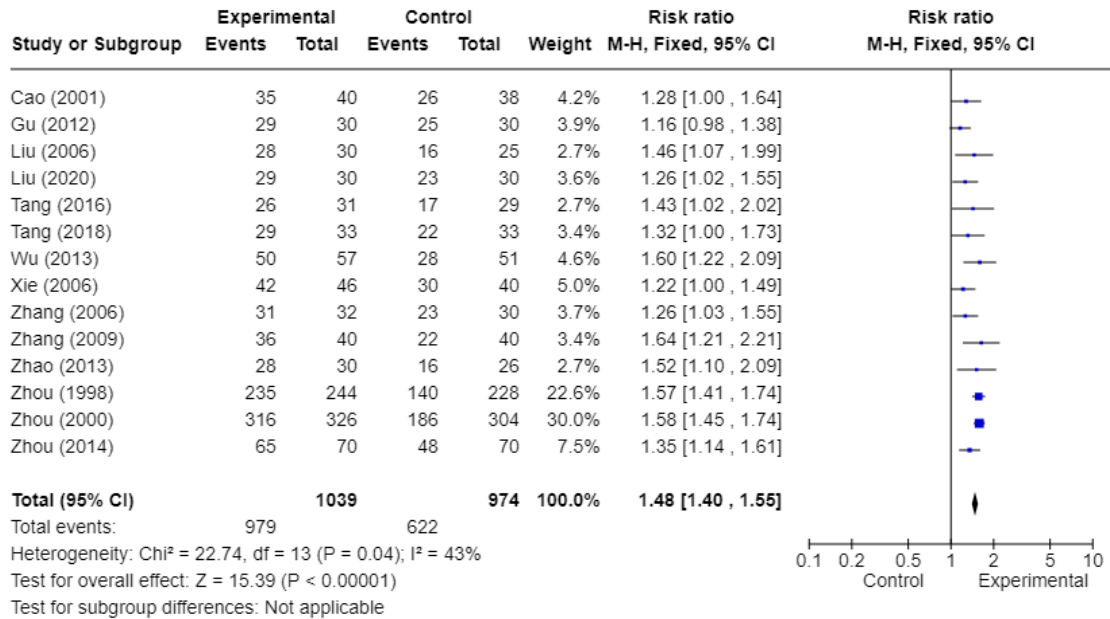 Experimental Control Risk ratio Risk ratio
Study or Subgroup Events Total Events Total Weight M-H, Fixed, 95% CI M-H, Fixed, 95% CI
Cao (2001) 35 40 26 38 4.2% 1.28 [1.00 , 1.64]
Gu (2012) 29 30 25 30 3.9% 1.16 [0.98 , 1.38]
Liu (2006) 28 30 16 25 2.7% 1.46 [1.07 , 1.99]
Liu (2020) 29 30 23 30 3.6% 1.26 [1.02 , 1.55]
Tang (2016) 26 31 17 29 2.7% 1.43 [1.02 , 2.02]
Tang (2018) 29 33 22 33 3.4% 1.32 [1.00 , 1.73]
Wu (2013) 50 57 28 51 4.6% 1.60 [1.22 , 2.09]
Xie (2006) 42 46 30 40 5.0% 1.22 [1.00 , 1.49]
Zhang (2006) 31 32 23 30 3.7% 1.26 [1.03 , 1.55]
Zhang (2009) 36 40 22 40 3.4% 1.64 [1.21 , 2.21]
Zhao (2013) 28 30 16 26 2.7% 1.52 [1.10 , 2.09]
Zhou (1998) 235 244 140 228 22.6% 1.57 [1.41 , 1.74]
Zhou (2000) 316 326 186 304 30.0% 1.58 [1.45 , 1.74]
Zhou (2014) 65 70 48 70 7.5% 1.35 [1.14 , 1.61]
Total (95% CI) 1039 974 100.0% 1.48 [1.40 , 1.55]
Total events: 979 622
Heterogeneity: Chi² = 22.74, df = 13 (P = 0.04); I² = 43%
Test for overall effect: Z = 15.39 (P < 0.00001)
Test for subgroup differences: Not applicable
0.1 0.2 0.5 1 2 5 10
Control Experimental